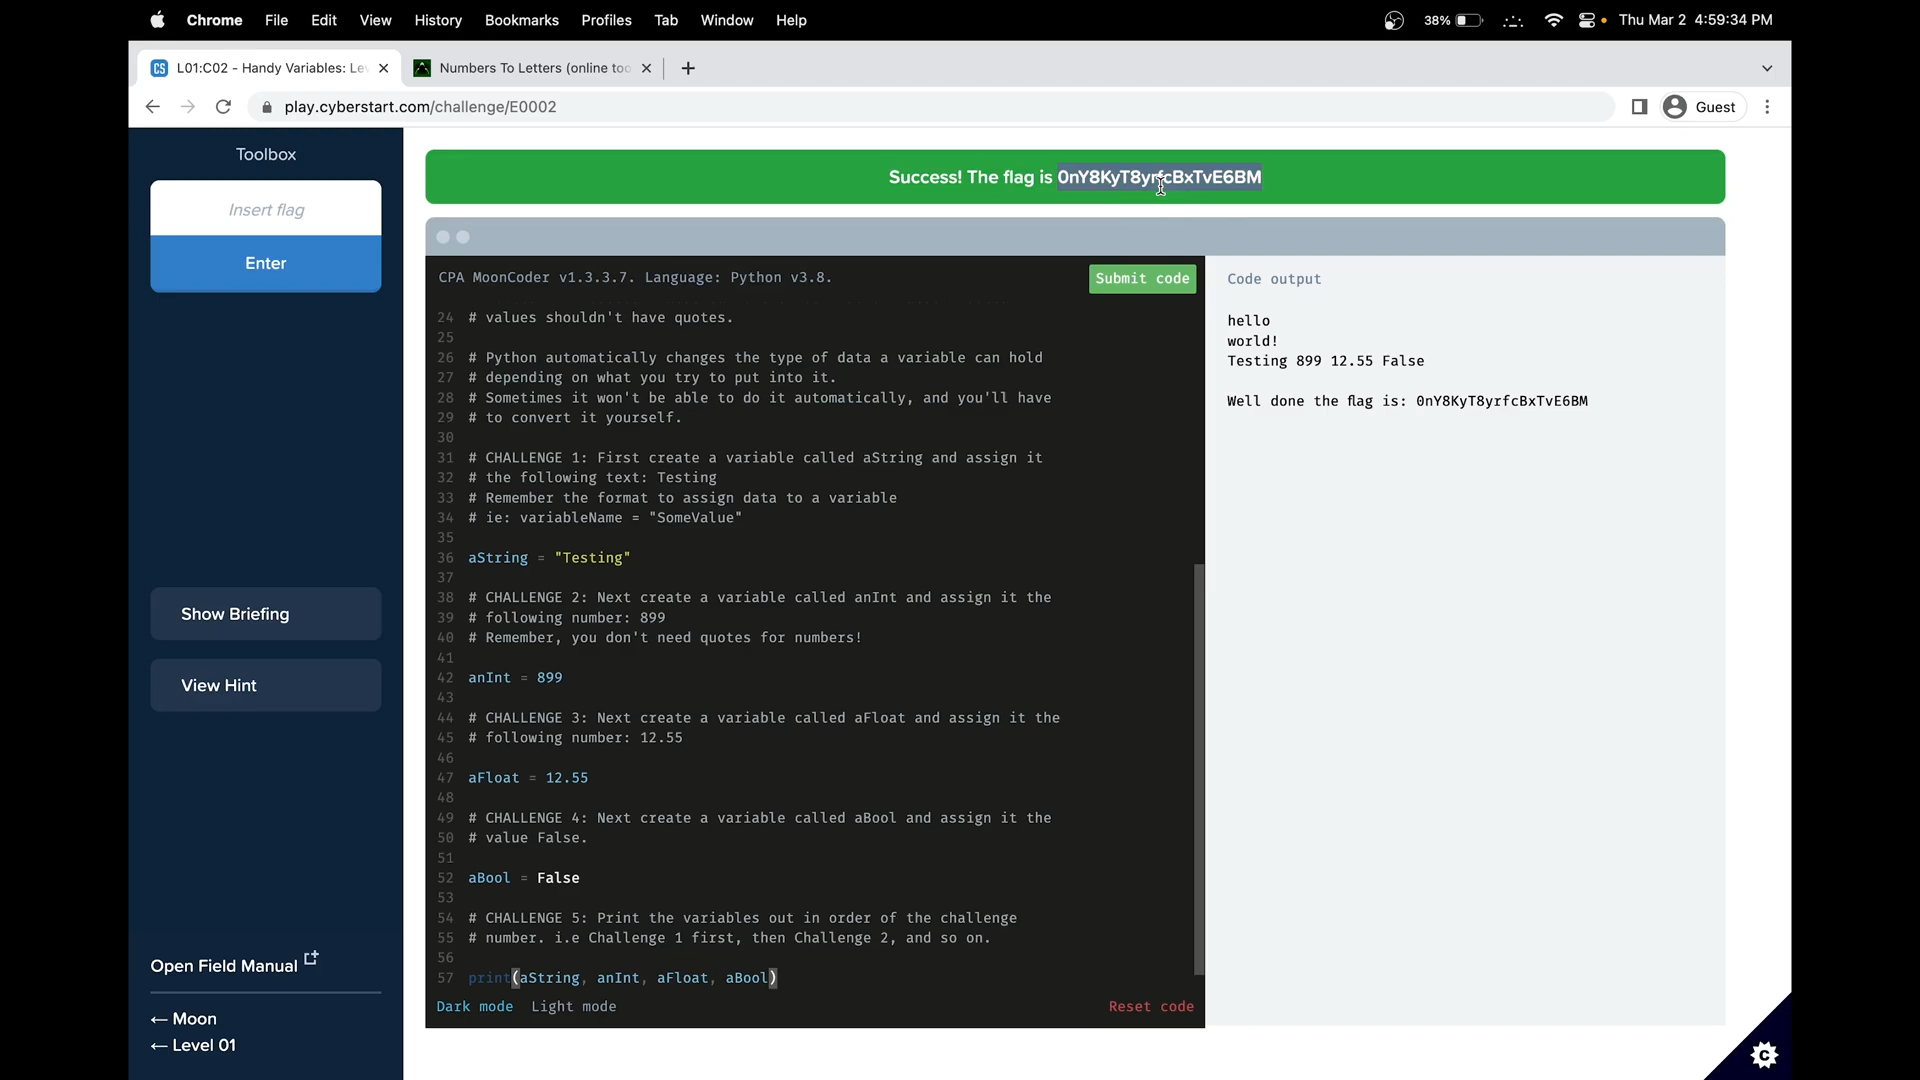 Chrome File Edit View History Bookmarks Profiles Tab Window Help 38% Thu Mar 2 4:59:34 PM
L01:C02 - Handy Variables: Le
Numbers To Letters (online too
play.cyberstart.com/challenge/E0002
Guest
Toolbox
Insert flag
Enter
Show Briefing
View Hint
Open Field Manual
← Moon
← Level 01
Success! The flag is 0nY8KyT8yrfcBxTvE6BM
CPA MoonCoder v1.3.3.7. Language: Python v3.8.
Submit code
24 # values shouldn't have quotes.
25
26 # Python automatically changes the type of data a variable can hold
27 # depending on what you try to put into it.
28 # Sometimes it won't be able to do it automatically, and you'll have
29 # to convert it yourself.
30
31 # CHALLENGE 1: First create a variable called aString and assign it
32 # the following text: Testing
33 # Remember the format to assign data to a variable
34 # ie: variableName = "SomeValue"
35
36 aString = "Testing"
37
38 # CHALLENGE 2: Next create a variable called anInt and assign it the
39 # following number: 899
40 # Remember, you don't need quotes for numbers!
41
42 anInt = 899
43
44 # CHALLENGE 3: Next create a variable called aFloat and assign it the
45 # following number: 12.55
46
47 aFloat = 12.55
48
49 # CHALLENGE 4: Next create a variable called aBool and assign it the
50 # value False.
51
52 aBool = False
53
54 # CHALLENGE 5: Print the variables out in order of the challenge
55 # number. i.e Challenge 1 first, then Challenge 2, and so on.
56
57 print(aString, anInt, aFloat, aBool)
Dark mode Light mode
Reset code
Code output
hello
world!
Testing 899 12.55 False
Well done the flag is: 0nY8KyT8yrfcBxTvE6BM